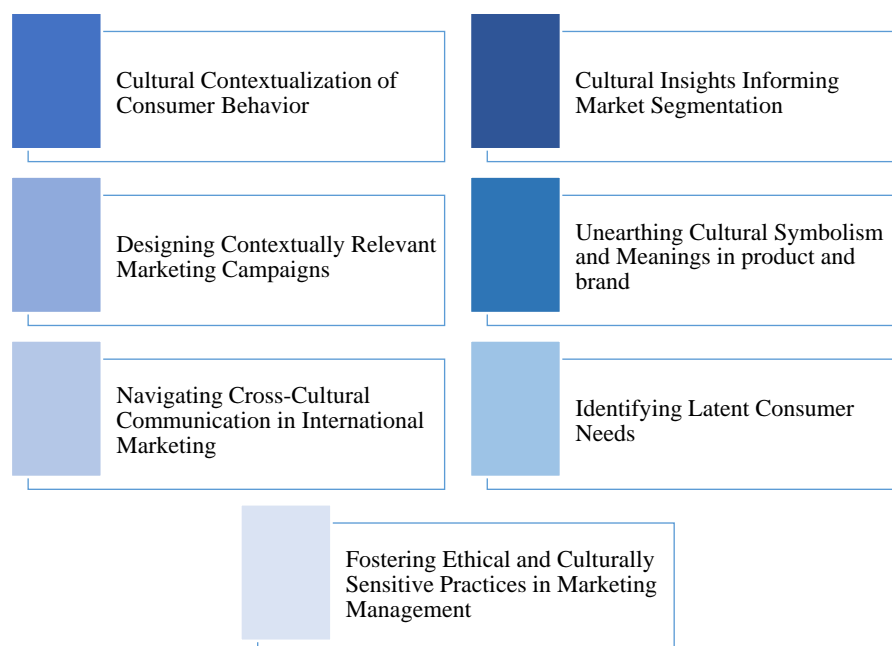 Cultural Contextualization of
Consumer Behavior
Cultural Insights Informing
Market Segmentation
Designing Contextually Relevant
Marketing Campaigns
Unearthing Cultural Symbolism
and Meanings in product and
brand
Navigating Cross-Cultural
Communication in International
Marketing
Identifying Latent Consumer
Needs
Fostering Ethical and Culturally
Sensitive Practices in Marketing
Management